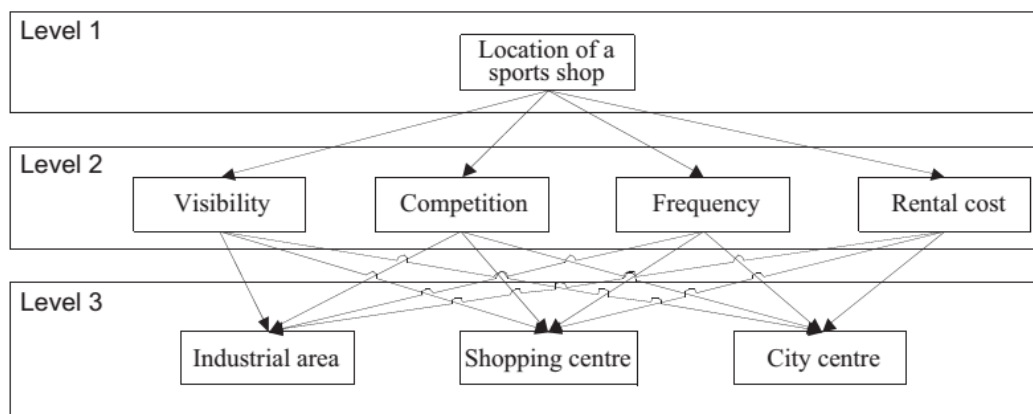 Level 1
Location of a
sports shop
Level 2
Visibility
Competition
Frequency
Rental cost
Level 3
Industrial area
Shopping centre
City centre